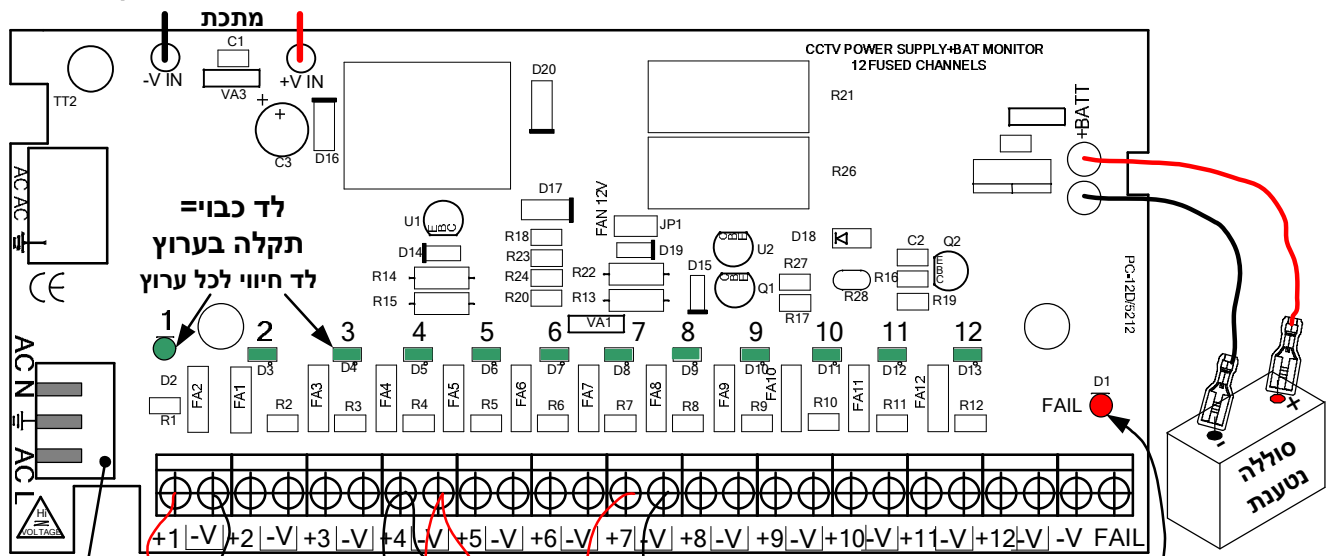 מתכת
-V IN
C1
VA3
+V IN
TT2
C3
D16
D20
CCTV POWER SUPPLY+BAT MONITOR
12 FUSED CHANNELS
R21
R26
+BATT
AC AC
CE
לד כבוי=
תקלה בערוץ
לד חיווי לכל ערוץ
U1
E B C
D14
R14
R15
D17
R18
R23
R24
R20
FAN 12V
JP1
D19
R22
R13
VA1
D15
C B E
U2
C B E
Q1
D18
R27
R17
R28
C2
R16
R19
Q2
E B C
PC-12D/5212
1 2 3 4 5 6 7 8 9 10 11 12
D2 D3 D4 D5 D6 D7 D8 D9 D10 D11 D12 D13
FA2 FA1 FA3 FA4 FA5 FA6 FA7 FA8 FA9 FA10 FA11 FA12
R1 R2 R3 R4 R5 R6 R7 R8 R9 R10 R11 R12
D1
FAIL
AC N
AC L
Hi
VOLTAGE
+
-
סוללה
נטענת
+1 -V +2 -V +3 -V +4 -V +5 -V +6 -V +7 -V +8 -V +9 -V +10 -V +11 -V +12 -V -V FAIL